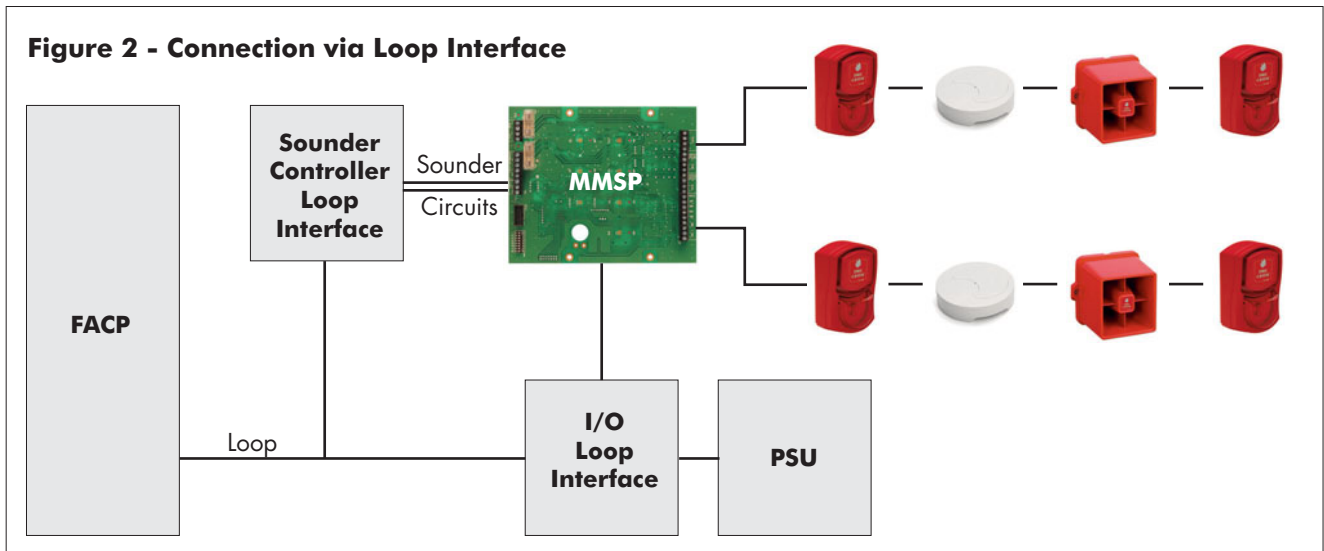 Figure 2 - Connection via Loop Interface
Sounder
Controller
Loop
Interface
Sounder
Circuits
MMSP
FACP
Loop
I/O
Loop
Interface
PSU